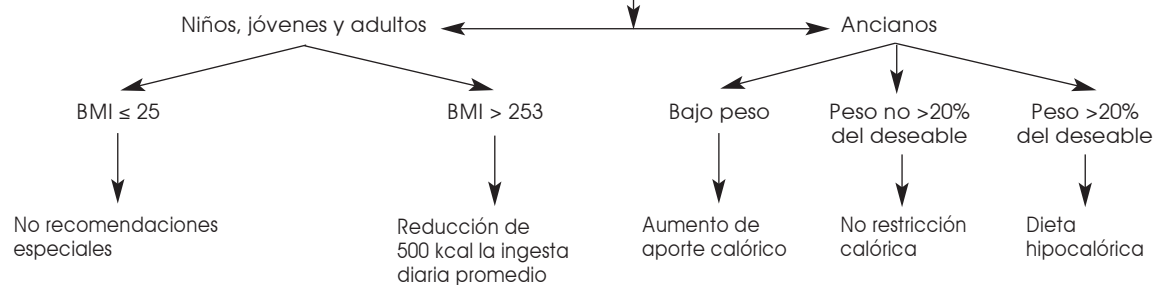 Niños, jóvenes y adultos
Ancianos
BMI ≤ 25
BMI > 253
Bajo peso
Peso no >20%
del deseable
Peso >20%
del deseable
No recomendaciones
especiales
Reducción de
500 kcal la ingesta
diaria promedio
Aumento de
aporte calórico
No restricción
calórica
Dieta
hipocalórica